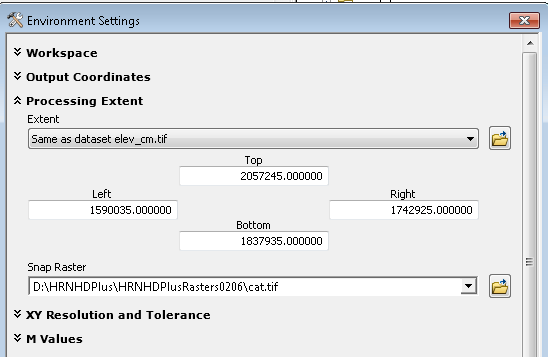 Environment Settings
Workspace
Output Coordinates
Processing Extent
Extent
Same as dataset elev_cm.tif
Top
2057245.000000
Left
Right
1590035.000000
1742925.000000
Bottom
1837935.000000
Snap Raster
D:\HRNHDPlus\HRNHDPlusRasters0206\cat.tif
XY Resolution and Tolerance
M Values